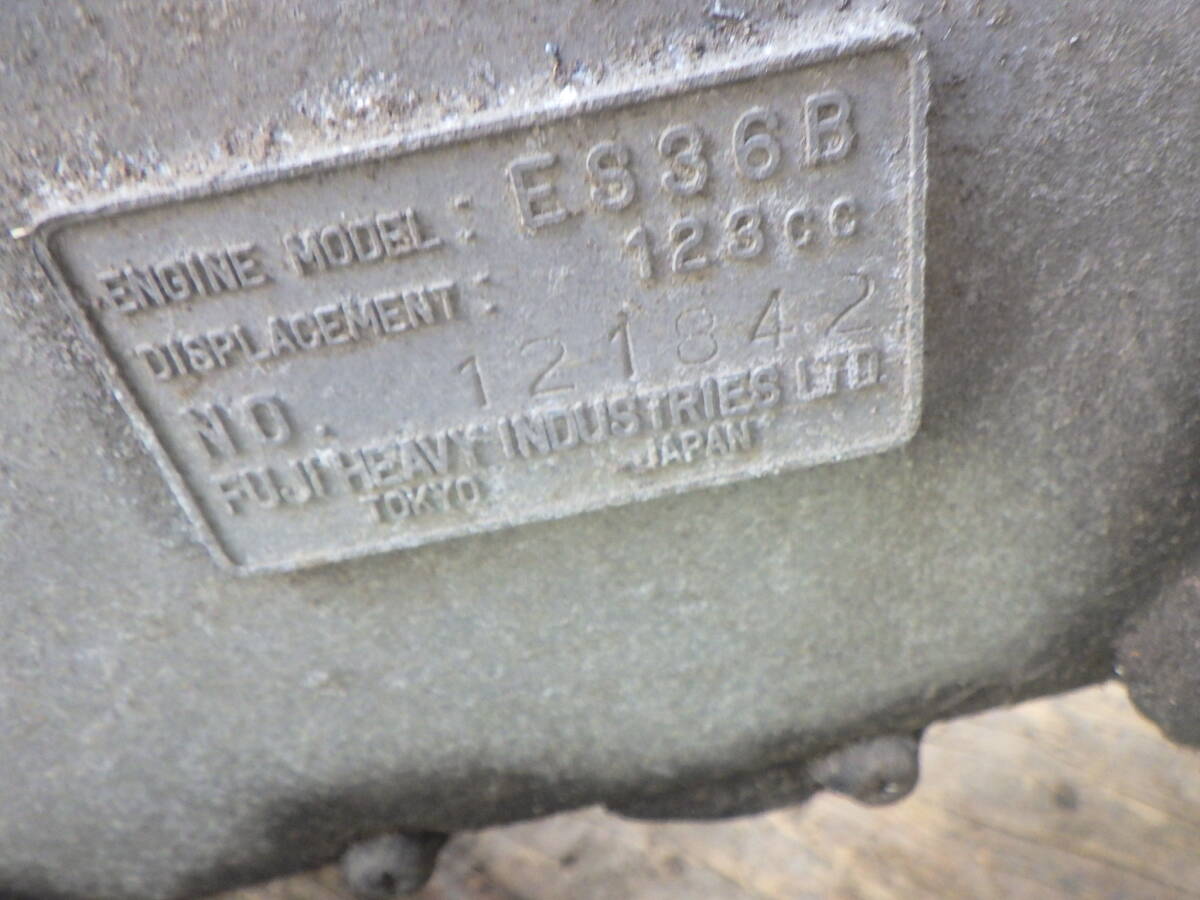 ENGINE MODEL: ES36B
DISPLACEMENT: 123cc
NO. 121842
FUJI HEAVY INDUSTRIES LTD.
TOKYO JAPAN